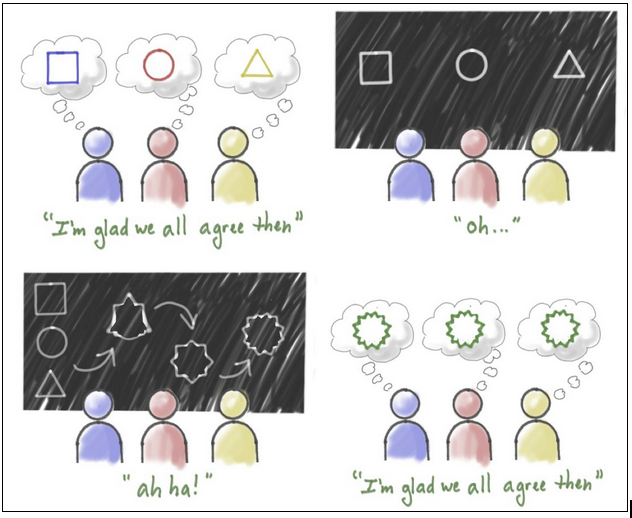 "I'm glad we all agree then"
"oh..."
"ah ha!"
"I'm glad we all agree then"